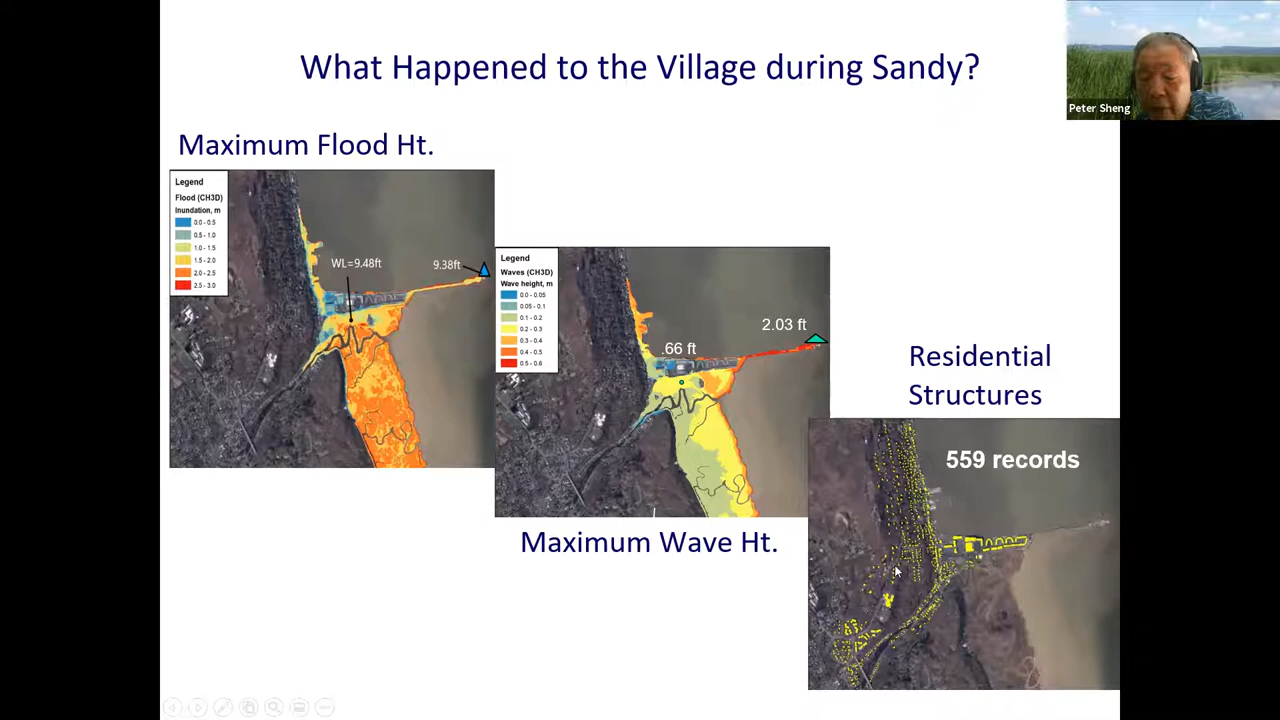 What Happened to the Village during Sandy?
Peter Sheng
Maximum Flood Ht.
Legend
Flood (CH3D)
Inundation, m
0.0 - 0.5
0.5 - 1.0
1.0 - 1.5
1.5 - 2.0
2.0 - 2.5
2.5 - 3.0
WL=9.48ft
9.38ft
Legend
Waves (CH3D)
Wave height, m
0.0 - 0.05
0.05 - 0.1
0.1 - 0.2
0.2 - 0.3
0.3 - 0.4
0.4 - 0.5
0.5 - 0.6
2.03 ft
.66 ft
Maximum Wave Ht.
Residential
Structures
559 records